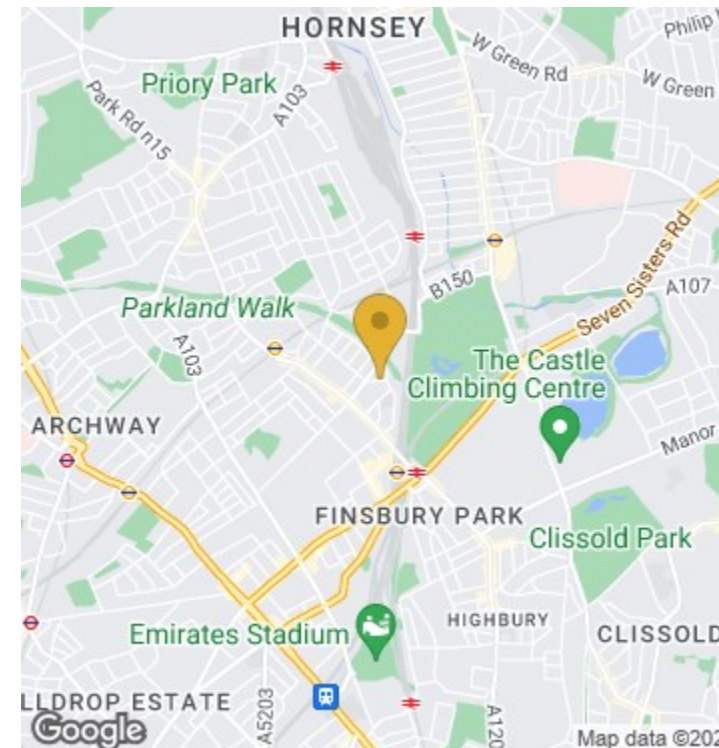 HORNSEY
Philip
W Green Rd
W Green
Priory Park
A103
Park Rd n15
Seven Sisters Rd
B150
A107
Parkland Walk
A103
The Castle
Climbing Centre
ARCHWAY
Manor
FINSBURY PARK
Clissold Park
HIGHBURY
Emirates Stadium
CLISSOLD
LLDROP ESTATE
A5203
A120
Google
Map data ©202